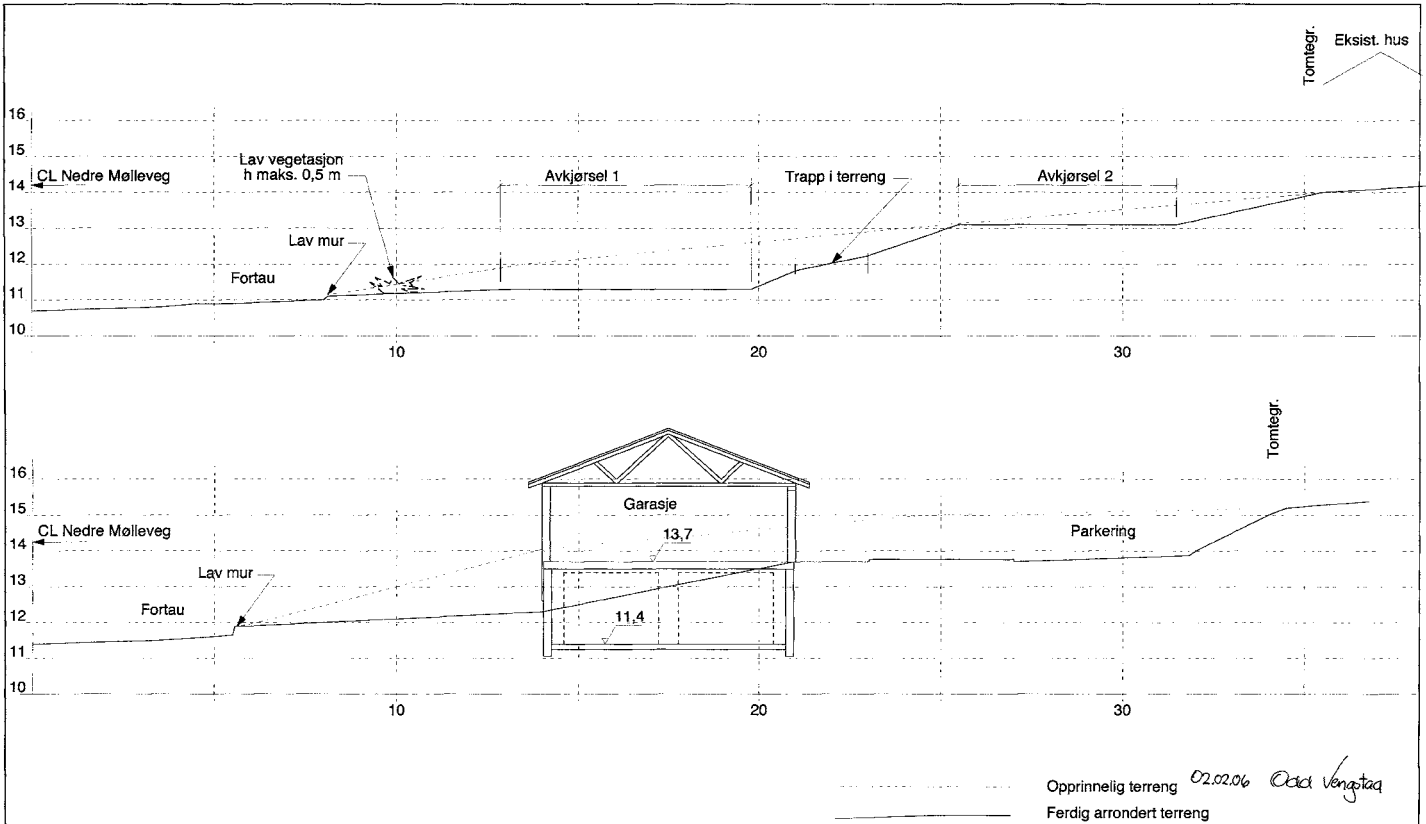 Tomtegr.
Eksist. hus
16
15
14
13
12
11
10
CL Nedre Mølleveg
Lav vegetasjon
h maks. 0,5 m
Avkjørsel 1
Trapp i terreng
Avkjørsel 2
Lav mur
Fortau
10
20
30
Tomtegr.
16
15
14
13
12
11
10
CL Nedre Mølleveg
Garasje
13,7
Parkering
Lav mur
Fortau
11,4
10
20
30
Opprinnelig terreng 02.02.06 Odd
Ferdig arrondert terreng